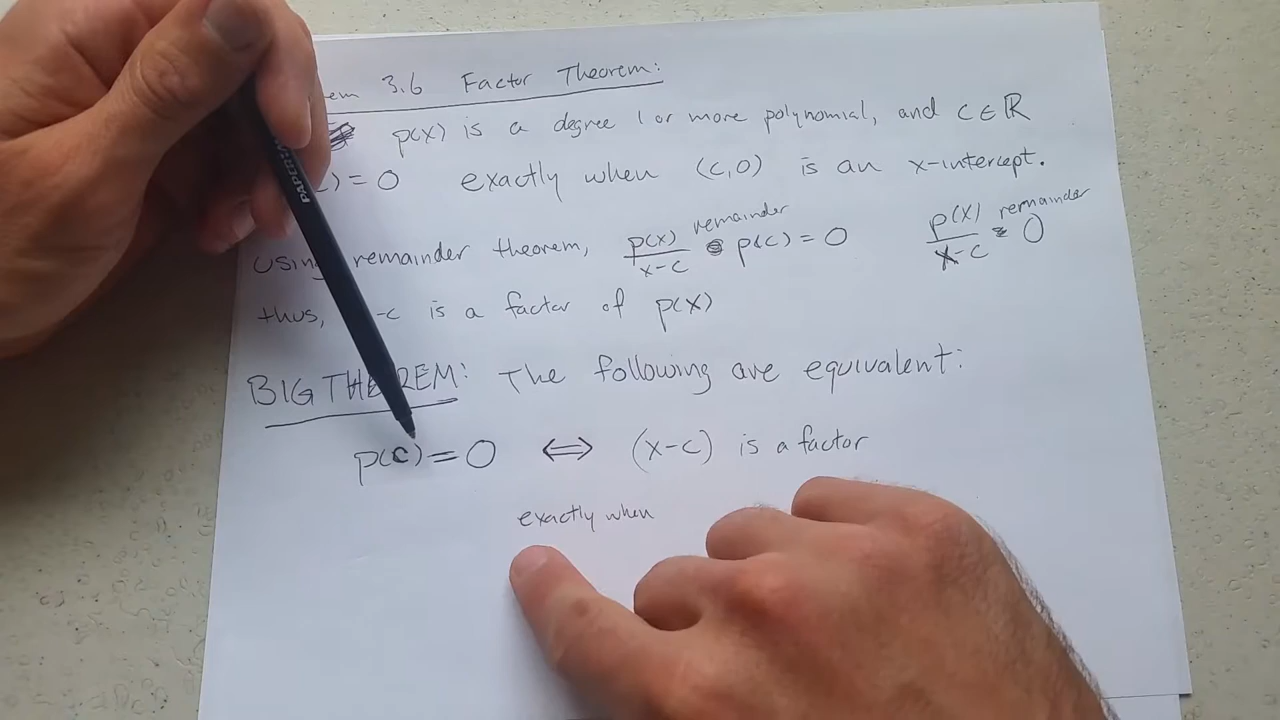 3.6 Factor Theorem:
p(x) is a degree 1 or more polynomial, and c ∈ ℝ
) = 0 exactly when (c,0) is an x-intercept.
Using remainder theorem, p(x)/x-c remainder p(c) = 0 p(x)/x-c remainder 0
thus, -c is a factor of p(x)
BIG THEOREM: The following are equivalent:
p(c) = 0 ⟺ (x-c) is a factor
exactly when
PAPERM